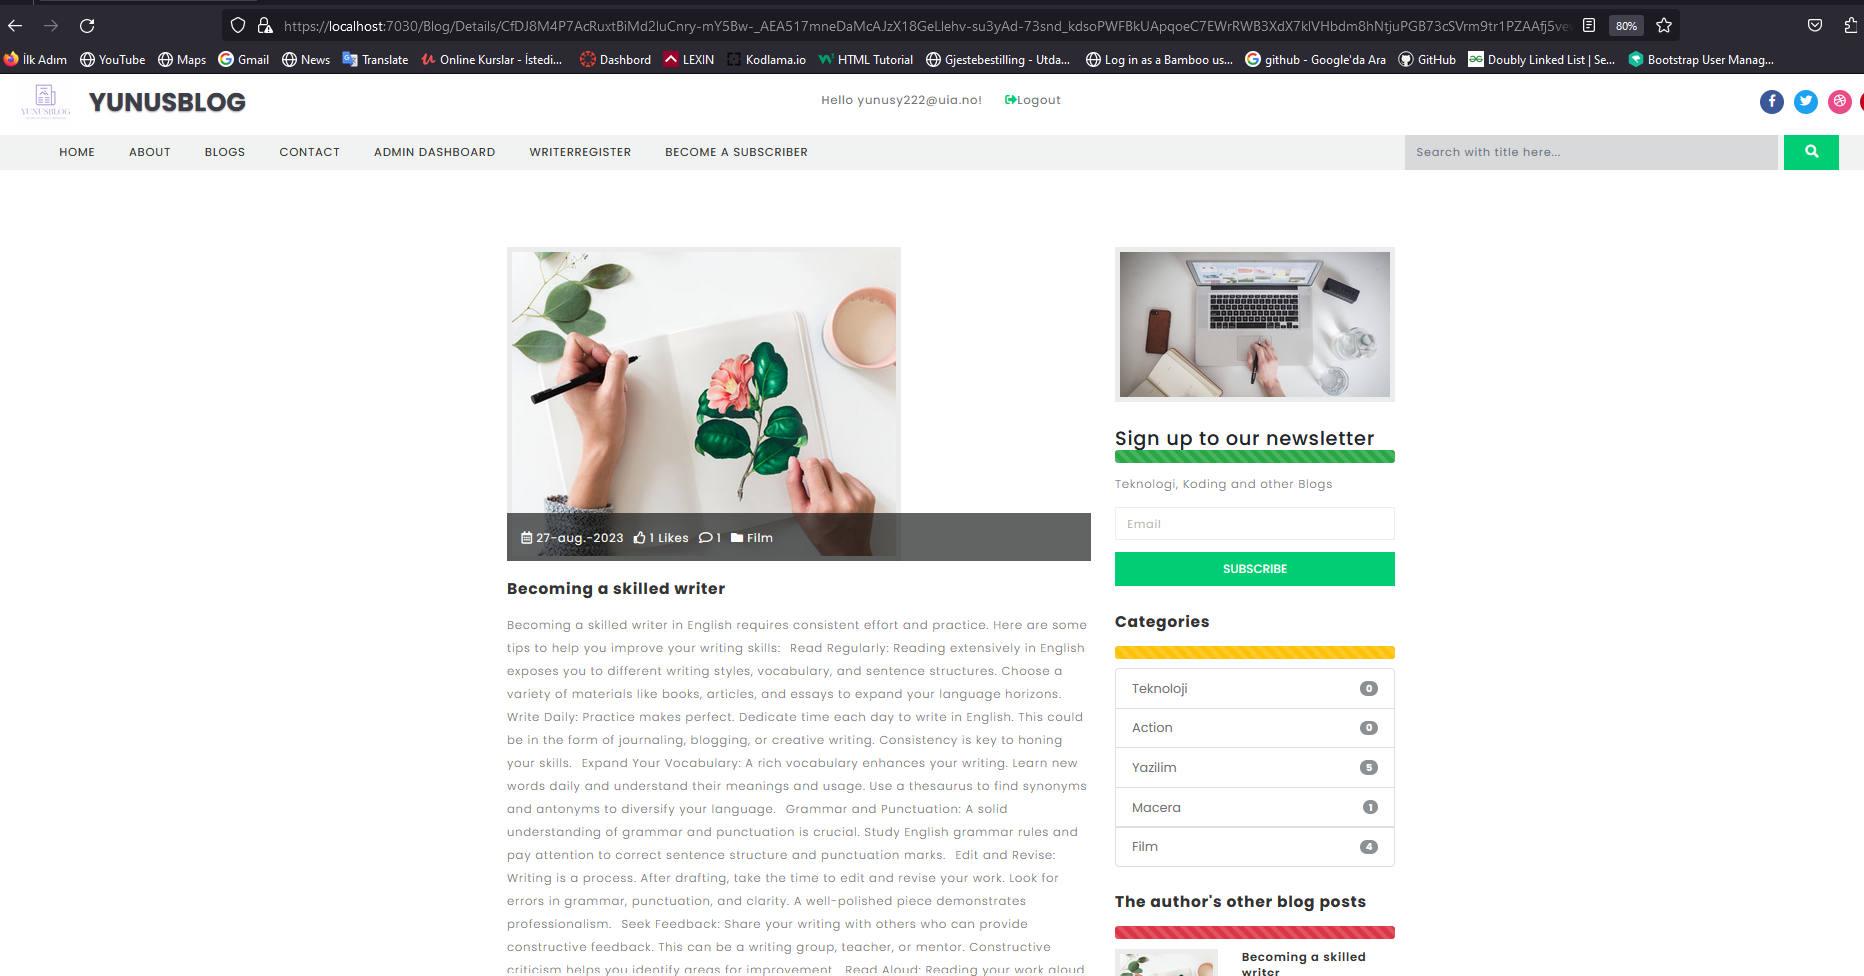 https://localhost:7030/Blog/Details/CfDJ8M4P7AcRuxtBiMd2luCnry-mY5Bw-_AEA517mneDaMcAJzX18GeLlehv-su3yAd-73snd_kdsoPWFBkUApqoeC7EWrRWB3XdX7klVHbdm8hNtjuPGB73cSVrm9tr1PZAAfj5ve
80%
İlk Adım YouTube Maps Gmail News Translate Online Kurslar - İstedi... Dashbord LEXIN Kodlama.io HTML Tutorial Gjestebestilling - Utda... Log in as a Bamboo us... github - Google'da Ara GitHub Doubly Linked List | Se... Bootstrap User Manag...
YUNUSBLOG
YUNUSBLOG
Hello yunusy222@uia.no! Logout
HOME ABOUT BLOGS CONTACT ADMIN DASHBOARD WRITERREGISTER BECOME A SUBSCRIBER
Search with title here...
27-aug.-2023 1 Likes 1 Film
Becoming a skilled writer
Becoming a skilled writer in English requires consistent effort and practice. Here are some
tips to help you improve your writing skills: Read Regularly: Reading extensively in English
exposes you to different writing styles, vocabulary, and sentence structures. Choose a
variety of materials like books, articles, and essays to expand your language horizons.
Write Daily: Practice makes perfect. Dedicate time each day to write in English. This could
be in the form of journaling, blogging, or creative writing. Consistency is key to honing
your skills. Expand Your Vocabulary: A rich vocabulary enhances your writing. Learn new
words daily and understand their meanings and usage. Use a thesaurus to find synonyms
and antonyms to diversify your language. Grammar and Punctuation: A solid
understanding of grammar and punctuation is crucial. Study English grammar rules and
pay attention to correct sentence structure and punctuation marks. Edit and Revise:
Writing is a process. After drafting, take the time to edit and revise your work. Look for
errors in grammar, punctuation, and clarity. A well-polished piece demonstrates
professionalism. Seek Feedback: Share your writing with others who can provide
constructive feedback. This can be a writing group, teacher, or mentor. Constructive
criticism helps you identify areas for improvement. Read Aloud: Reading your work aloud
Sign up to our newsletter
Teknologi, Koding and other Blogs
Email
SUBSCRIBE
Categories
Teknoloji 0
Action 0
Yazilim 5
Macera 1
Film 4
The author's other blog posts
Becoming a skilled
writer